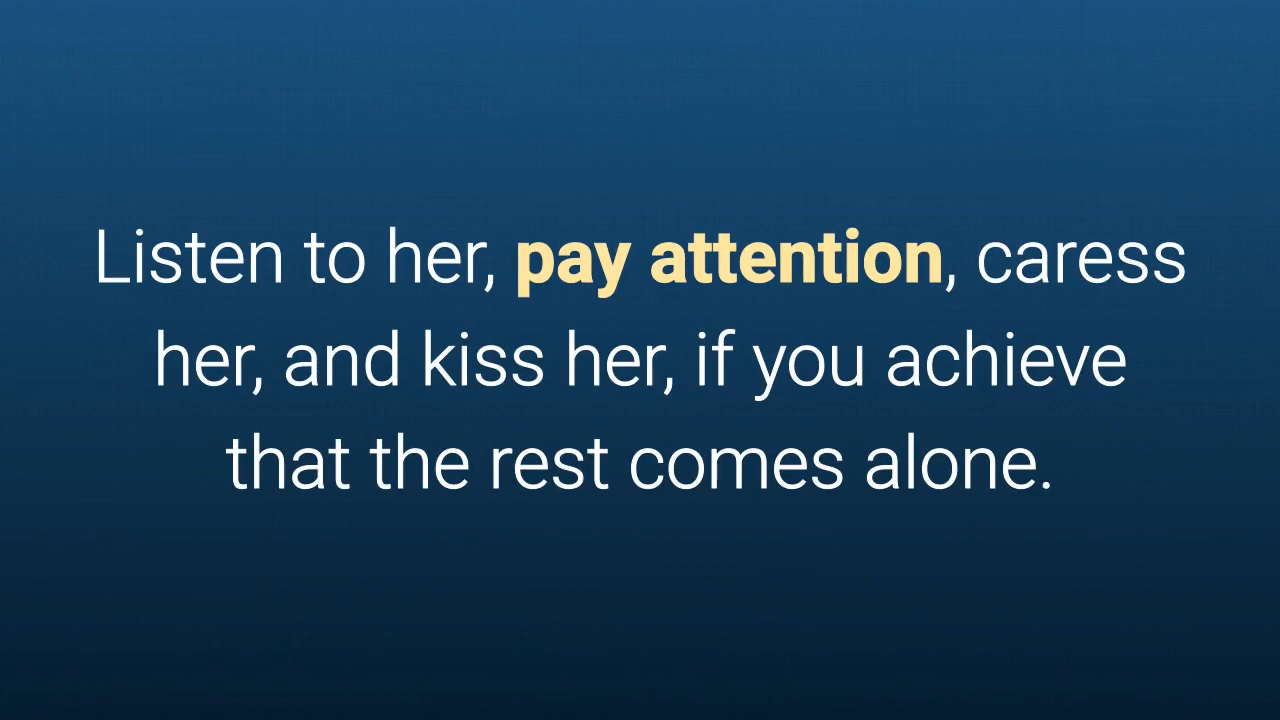 Listen to her, pay attention, caress
her, and kiss her, if you achieve
that the rest comes alone.